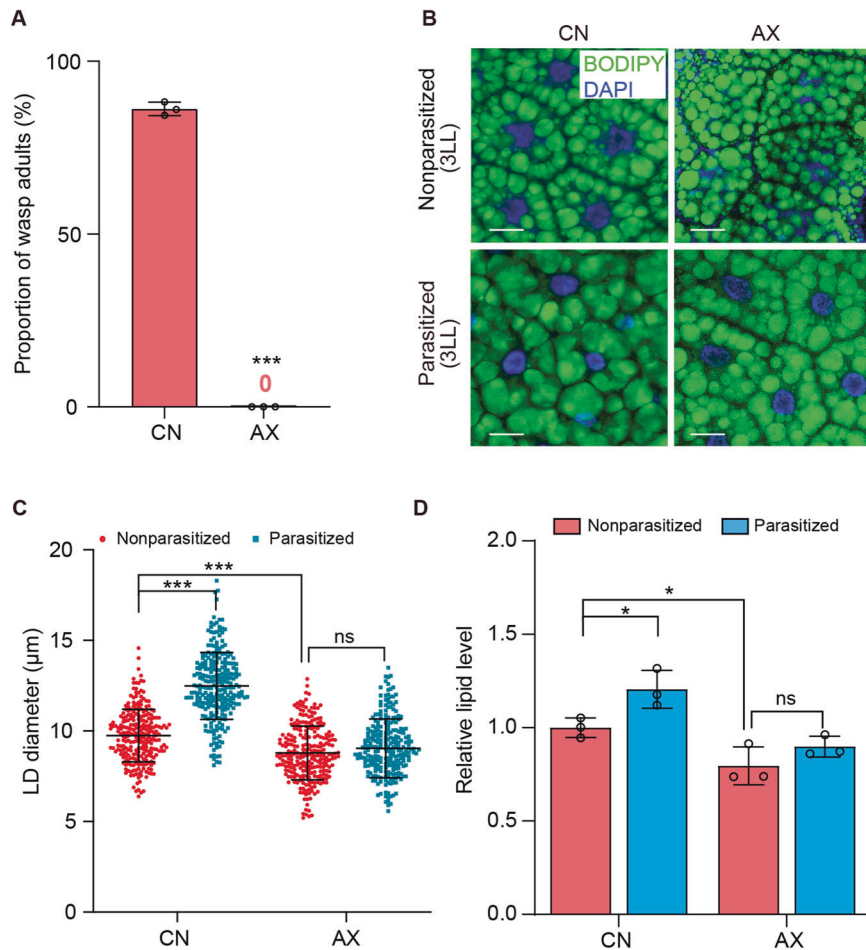 A
Proportion of wasp adults (%)
100
50
0
***
0
CN
AX
B
CN
AX
BODIPY
DAPI
Nonparasitized
(3LL)
Parasitized
(3LL)
C
Nonparasitized
Parasitized
LD diameter (μm)
20
15
10
5
0
***
***
ns
CN
AX
D
Nonparasitized
Parasitized
Relative lipid level
2.0
1.5
1.0
0.5
0.0
*
*
ns
CN
AX